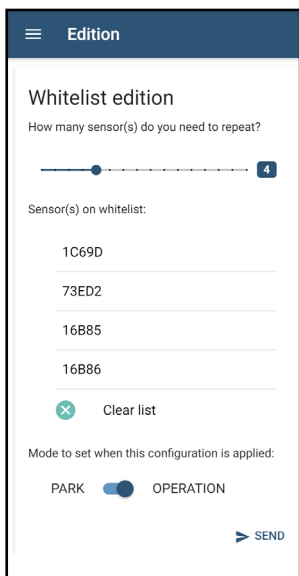 Edition
Whitelist edition
How many sensor(s) do you need to repeat?
4
Sensor(s) on whitelist:
1C69D
73ED2
16B85
16B86
Clear list
Mode to set when this configuration is applied:
PARK OPERATION
SEND